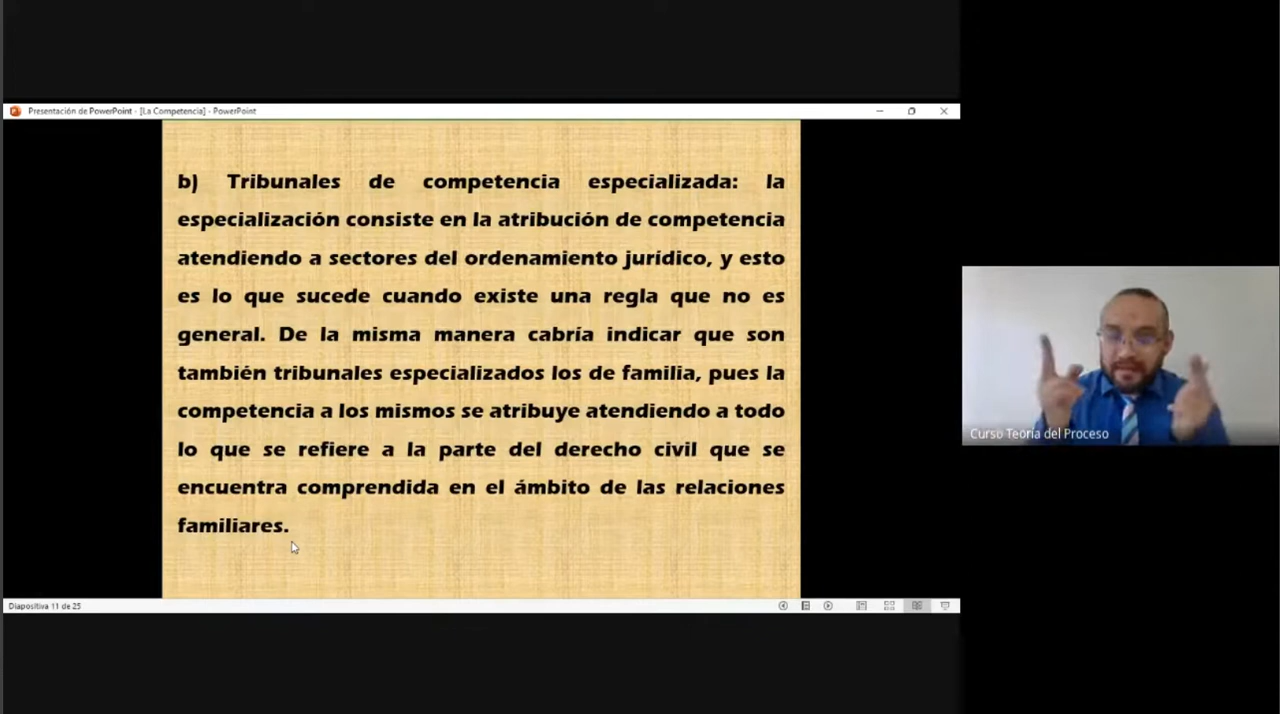 Presentación de PowerPoint - [La Competencia] - PowerPoint
b) Tribunales de competencia especializada: la
especialización consiste en la atribución de competencia
atendiendo a sectores del ordenamiento jurídico, y esto
es lo que sucede cuando existe una regla que no es
general. De la misma manera cabría indicar que son
también tribunales especializados los de familia, pues la
competencia a los mismos se atribuye atendiendo a todo
lo que se refiere a la parte del derecho civil que se
encuentra comprendida en el ámbito de las relaciones
familiares.
Curso Teoría del Proceso
Diapositiva 11 de 25